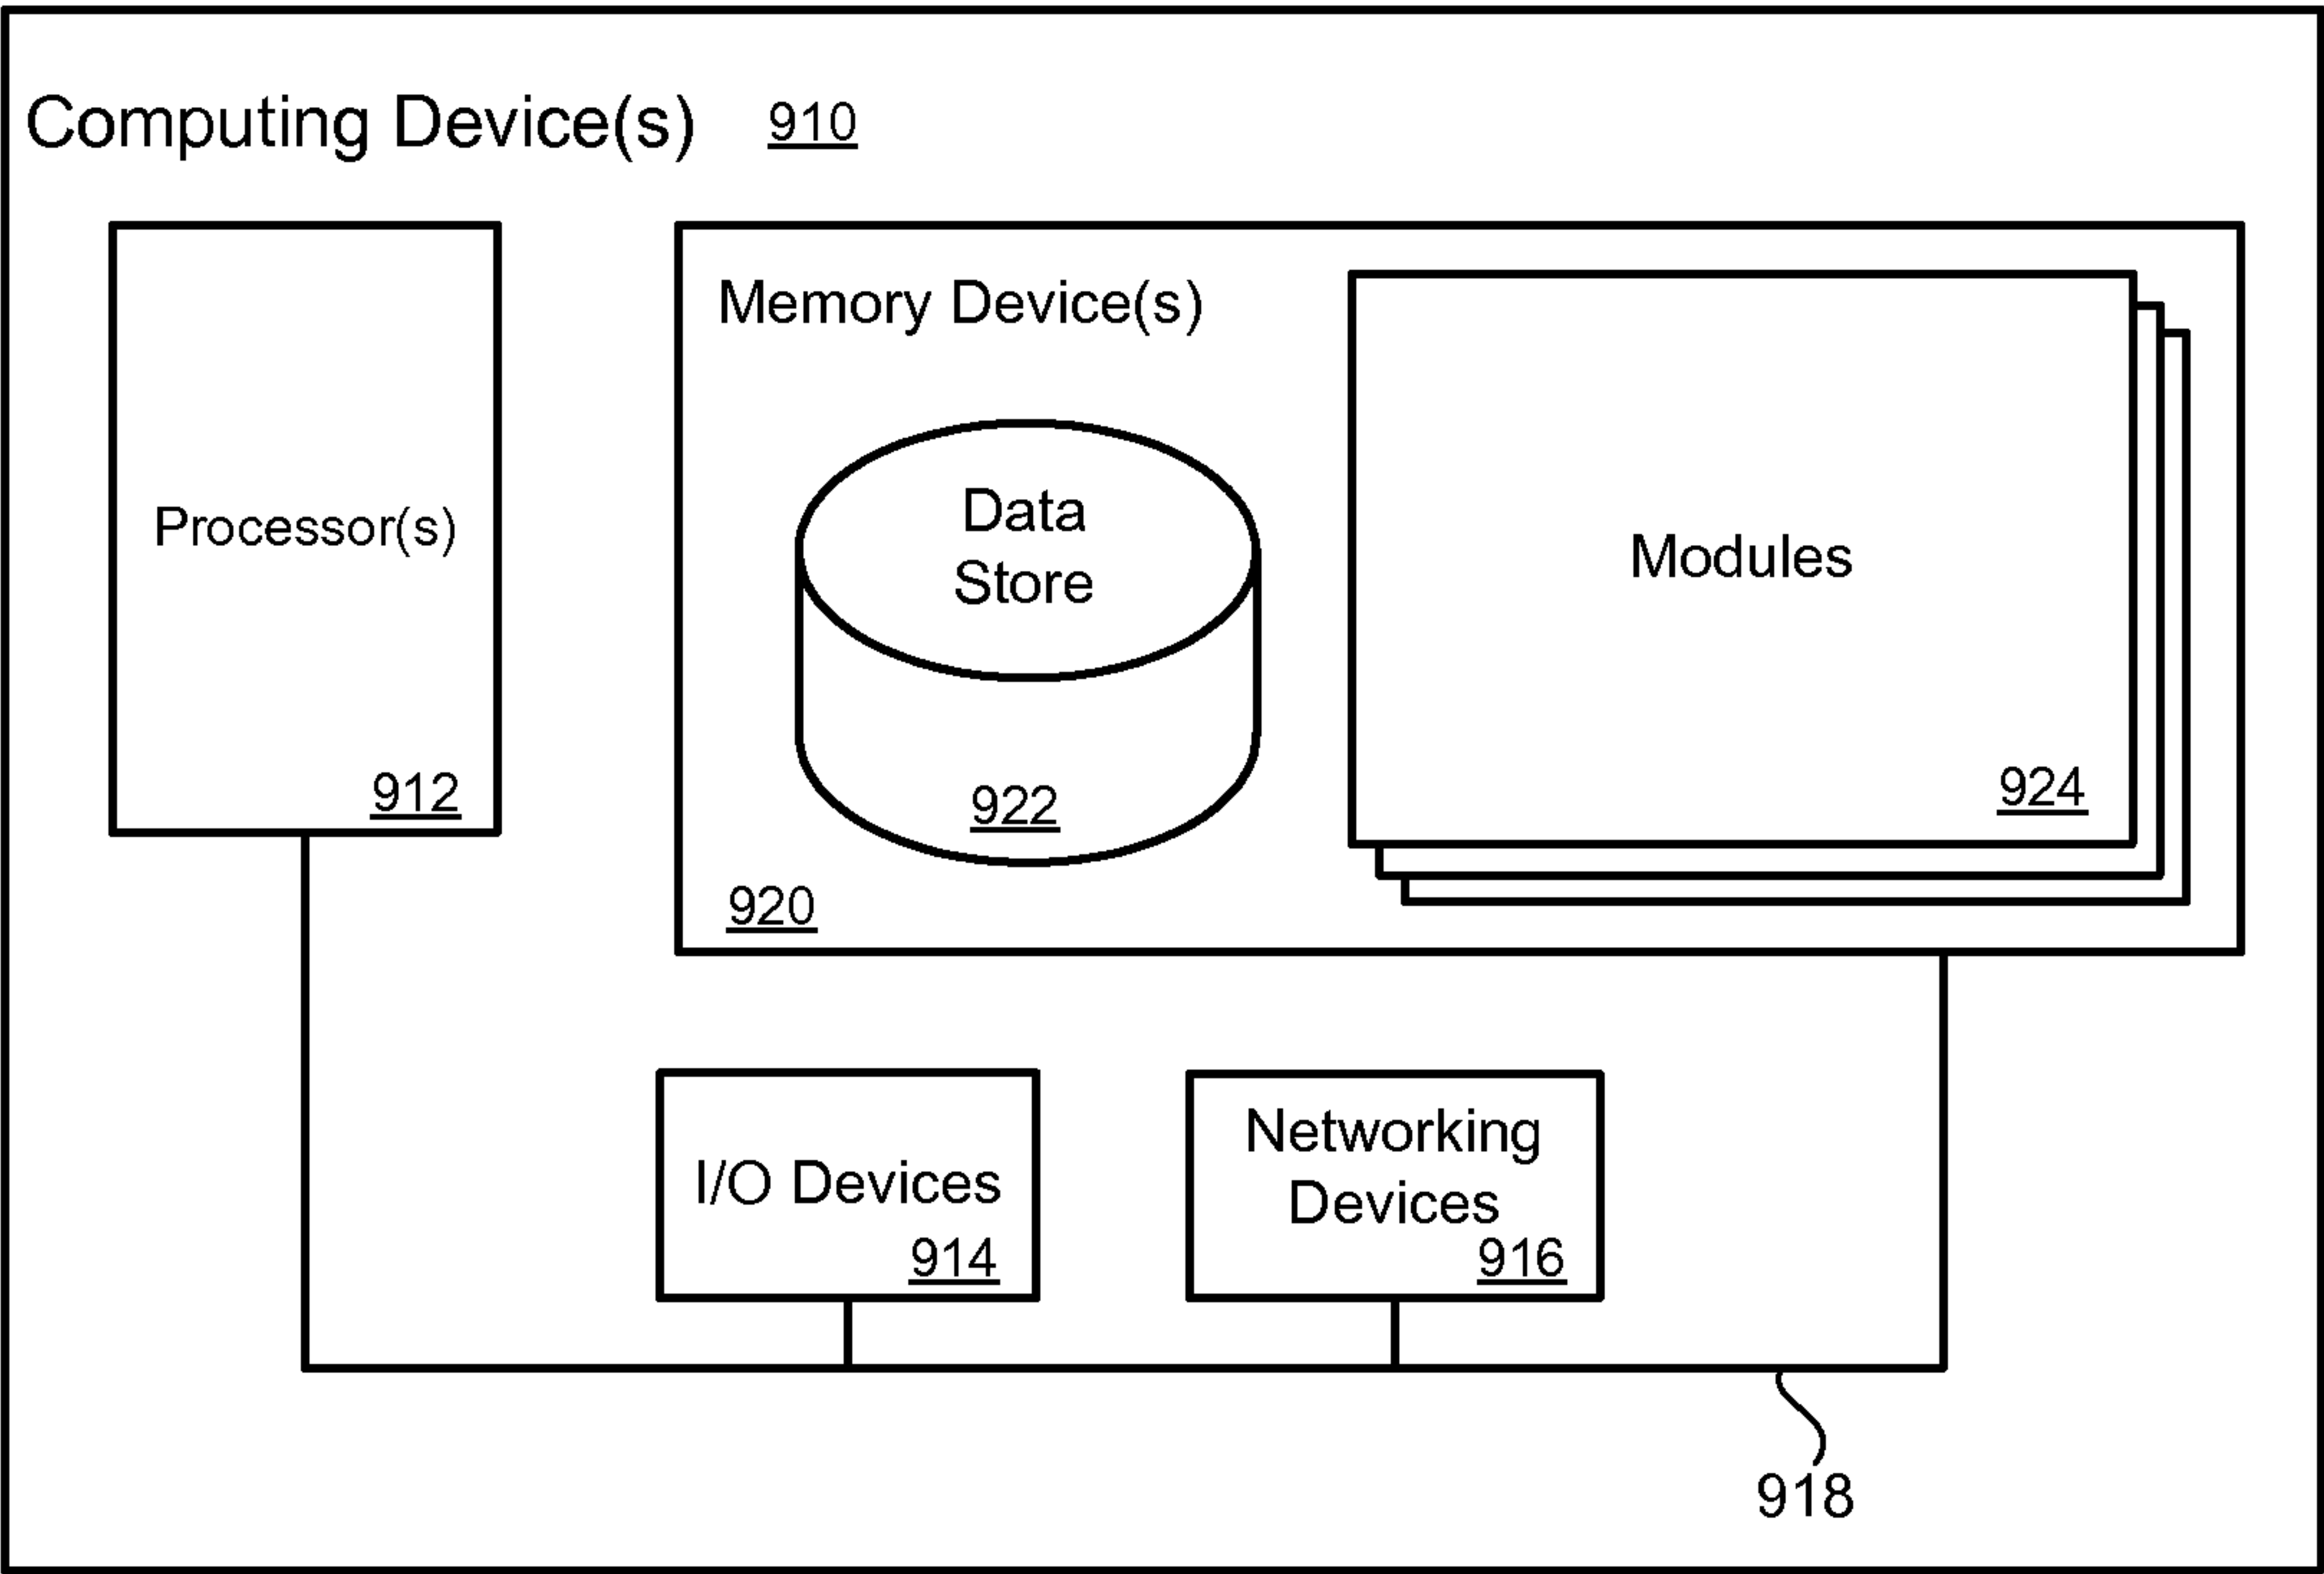 Computing Device(s) 910
Processor(s)
912
Memory Device(s)
Data
Store
922
920
Modules
924
I/O Devices
914
Networking
Devices
916
918